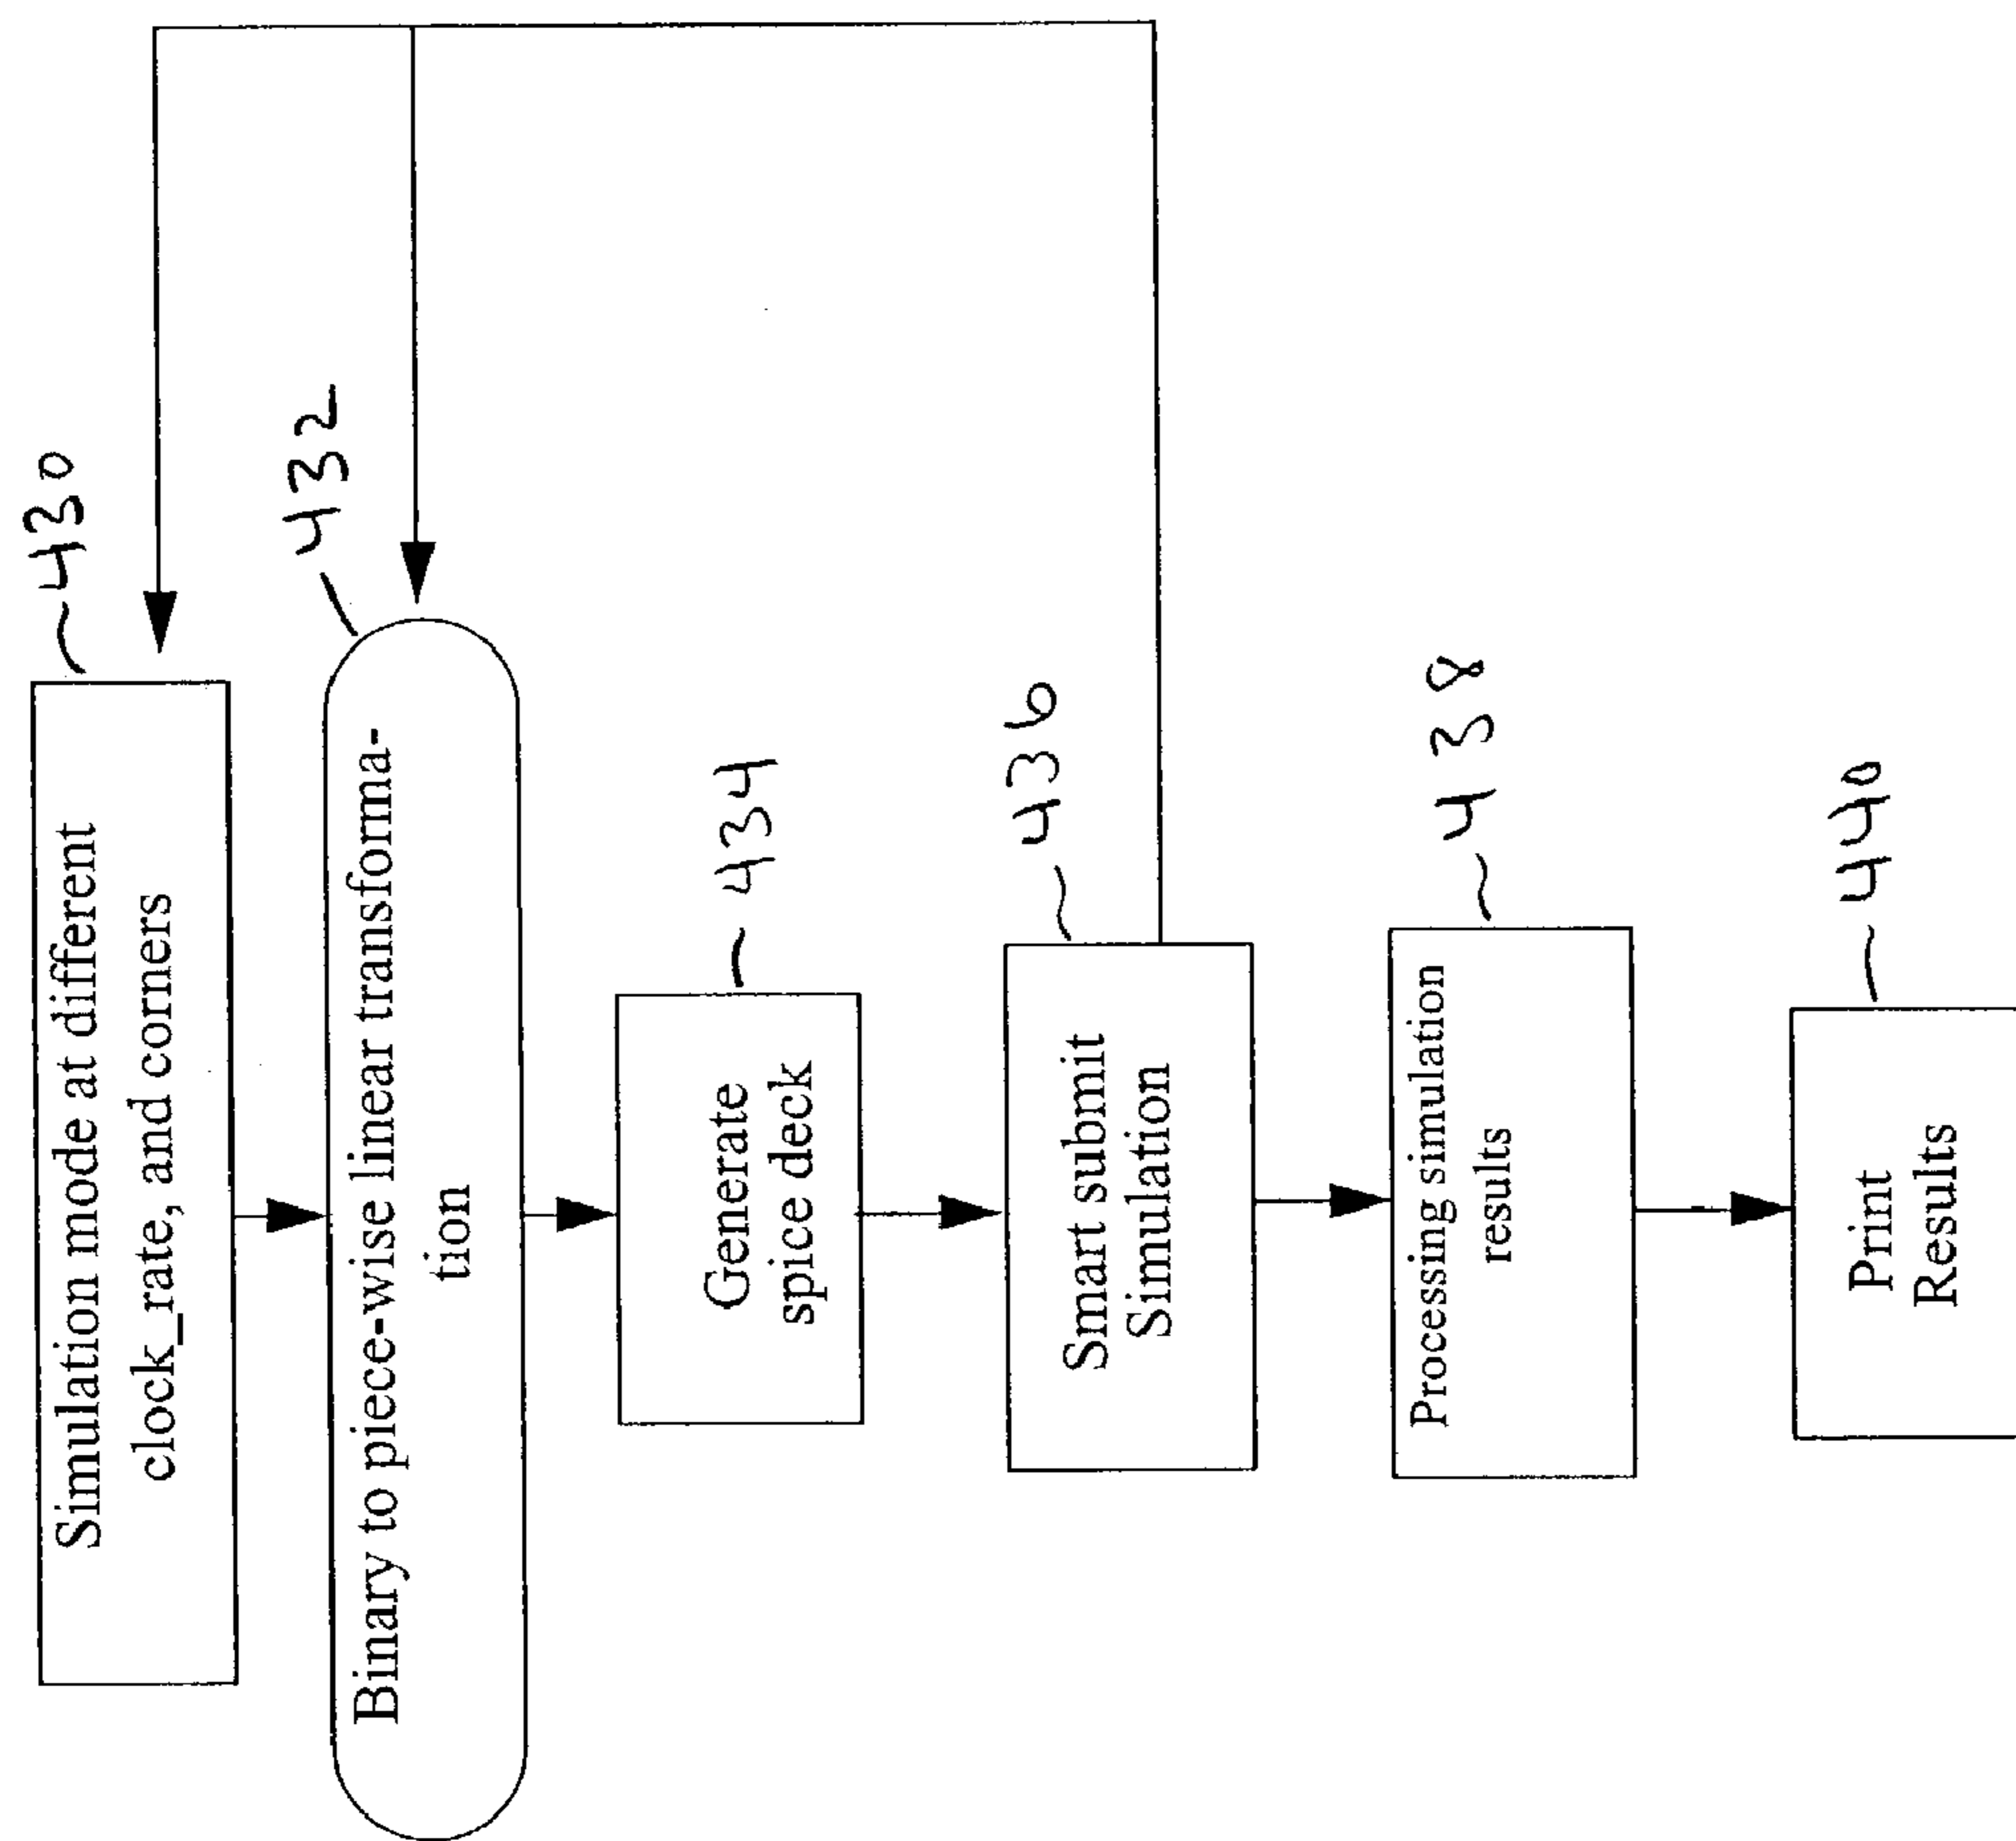 Simulation mode at different
clock_rate, and corners
430
Binary to piece-wise linear transfoma-
tion
432
Generate
spice deck
434
Smart submit
Simulation
436
Processing simulation
results
438
Print
Results
440